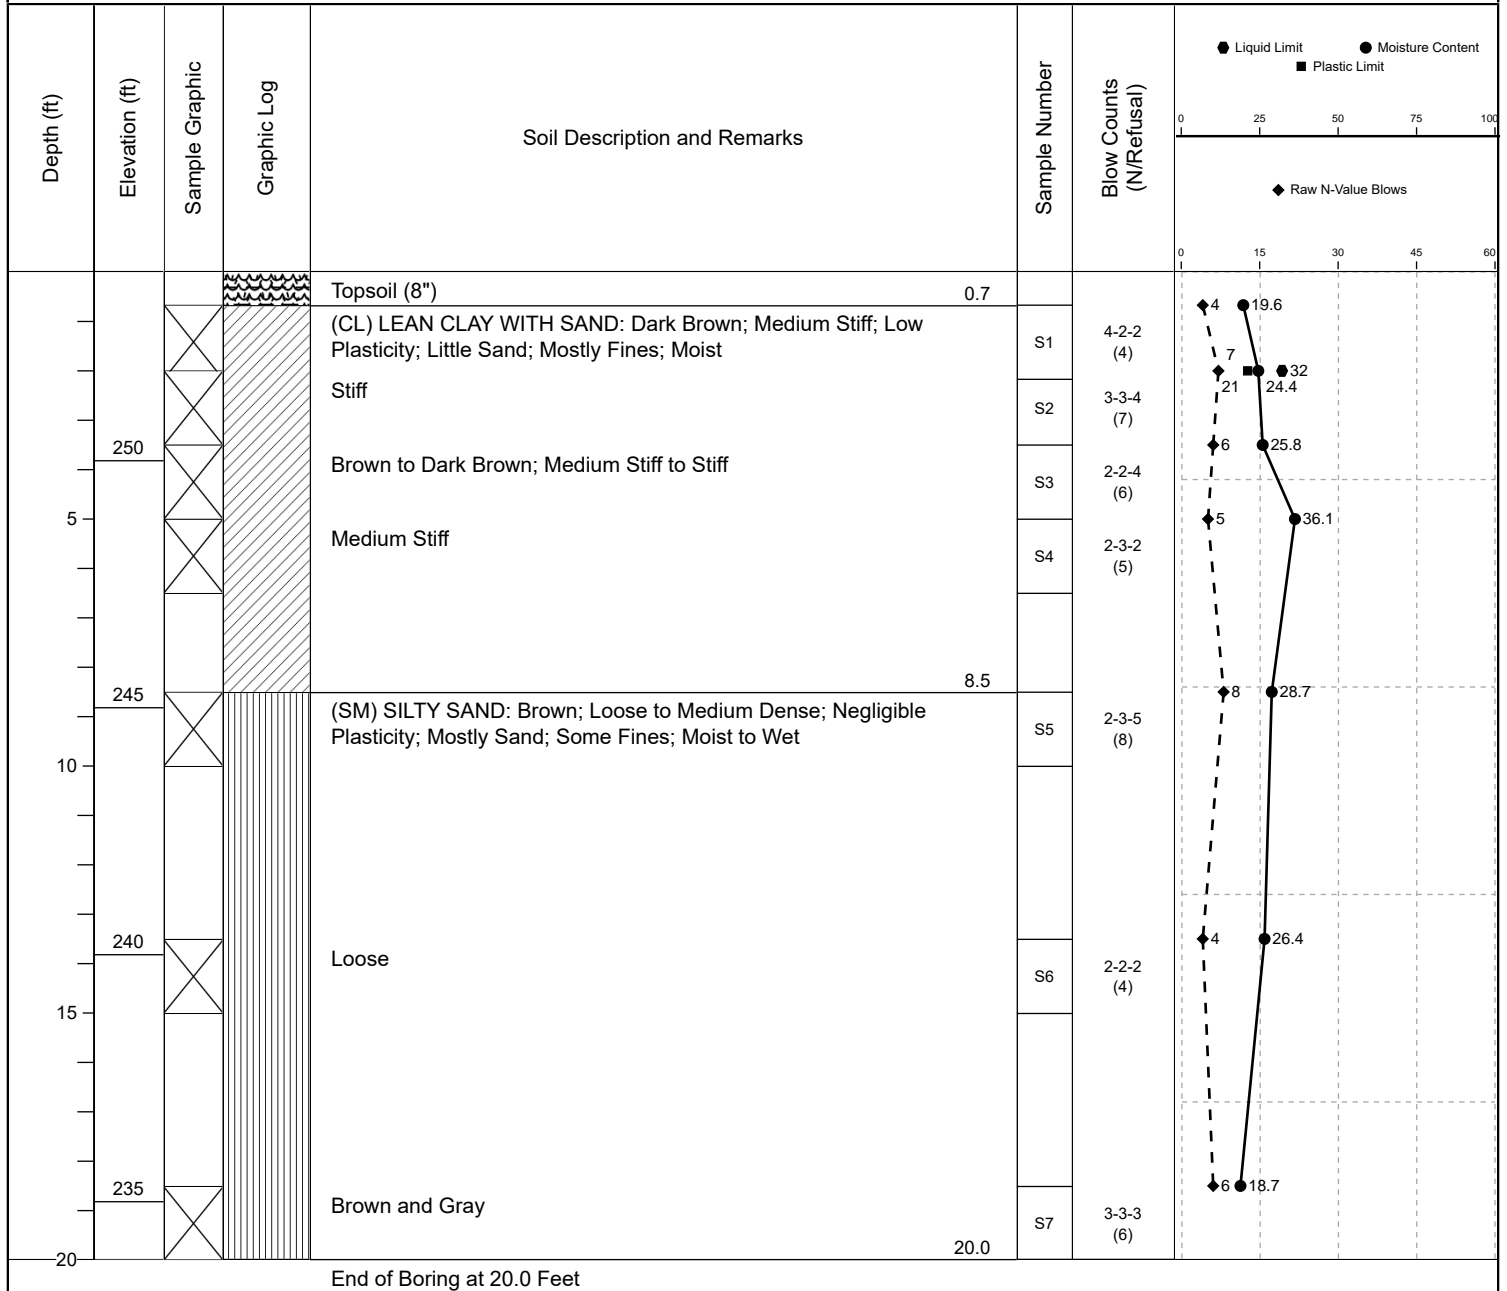 Depth (ft)
Elevation (ft)
Sample Graphic
Graphic Log
Soil Description and Remarks
Sample Number
Blow Counts
(N/Refusal)
Liquid Limit
Moisture Content
Plastic Limit
0 25 50 75 100
Raw N-Value Blows
0 15 30 45 60
Topsoil (8") 0.7
4 19.6
(CL) LEAN CLAY WITH SAND: Dark Brown; Medium Stiff; Low
Plasticity; Little Sand; Mostly Fines; Moist
S1
4-2-2
(4)
7
32
21 24.4
Stiff
S2
3-3-4
(7)
250
6 25.8
Brown to Dark Brown; Medium Stiff to Stiff
S3
2-2-4
(6)
5
5 36.1
Medium Stiff
S4
2-3-2
(5)
8.5
245
8 28.7
(SM) SILTY SAND: Brown; Loose to Medium Dense; Negligible
Plasticity; Mostly Sand; Some Fines; Moist to Wet
S5
2-3-5
(8)
10
240
4 26.4
Loose
S6
2-2-2
(4)
15
235
6 18.7
Brown and Gray
S7
3-3-3
(6)
20.0
20
End of Boring at 20.0 Feet